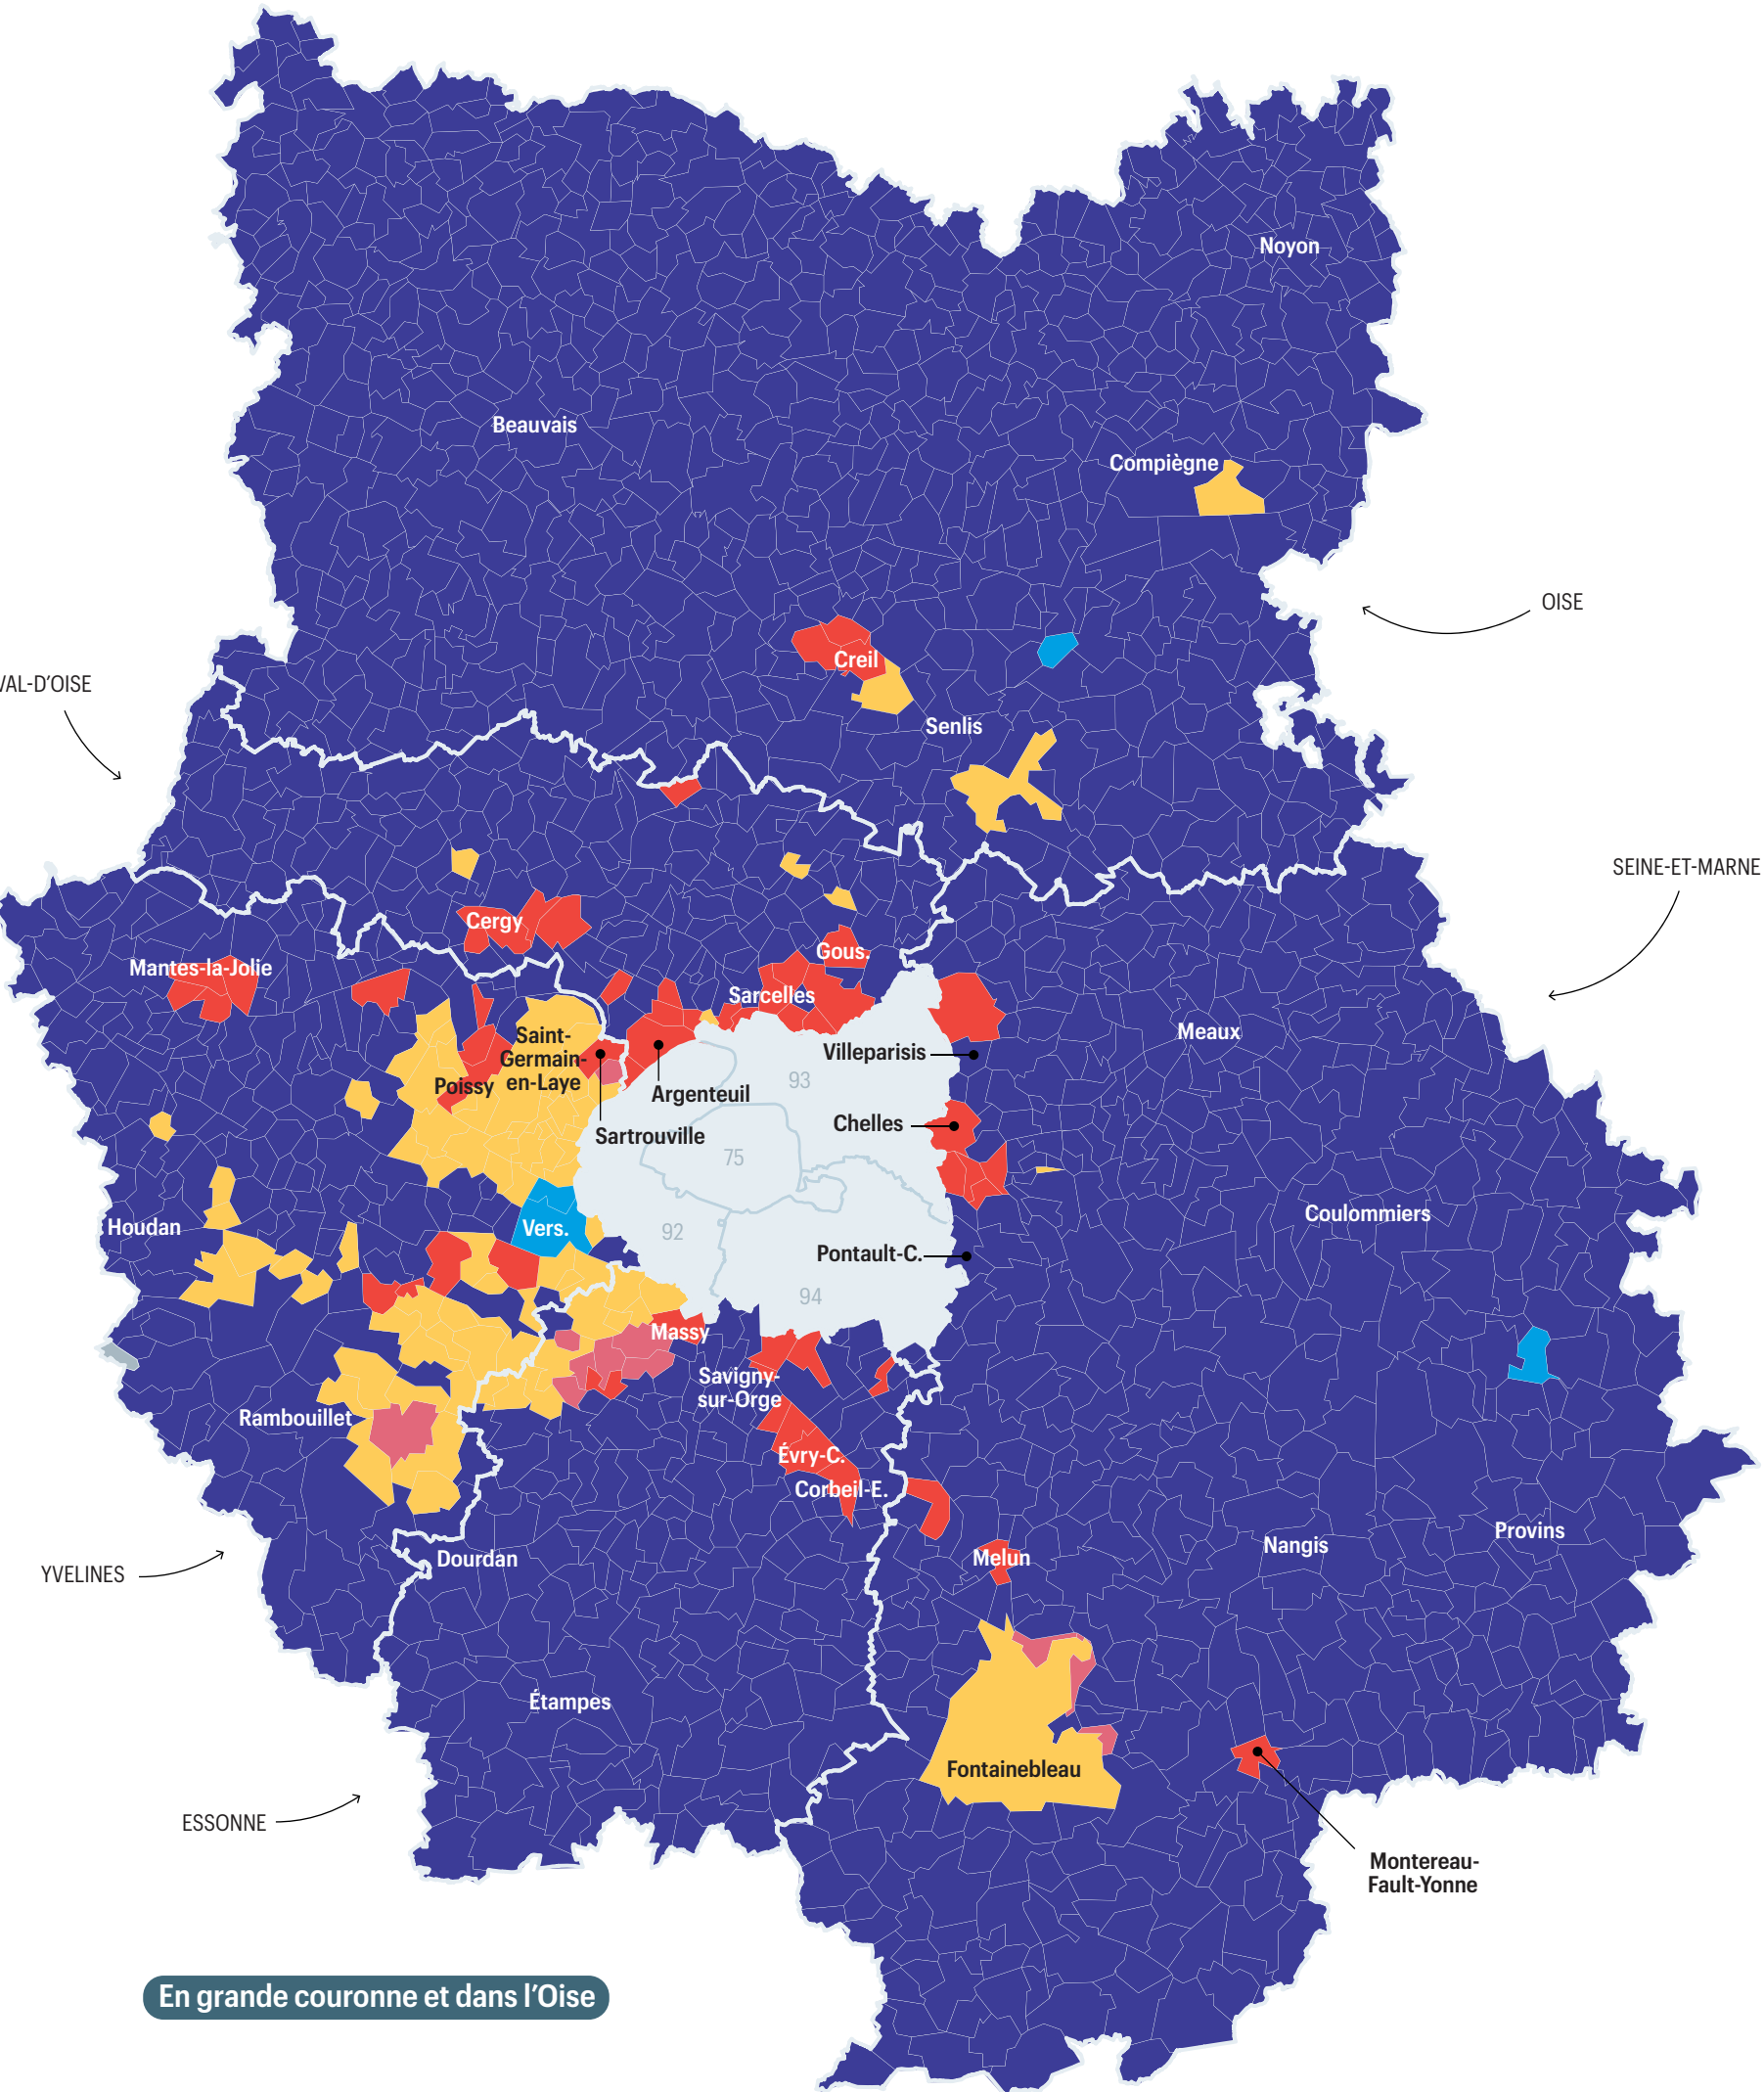 Noyon
Beauvais
Compiègne
OISE
Creil
VAL-D'OISE
Senlis
SEINE-ET-MARNE
Cergy
Gous.
Mantes-la-Jolie
Sarcelles
Meaux
Saint-
Germain-
en-Laye
Villeparisis
Poissy
93
Argenteuil
Chelles
Sartrouville
75
Coulommiers
Houdan
Vers.
92
Pontault-C.
94
Massy
Savigny-
sur-Orge
Rambouillet
Évry-C.
Corbeil-E.
Provins
Nangis
Melun
Dourdan
YVELINES
Étampes
Fontainebleau
ESSONNE
Montereau-
Fault-Yonne
En grande couronne et dans l'Oise